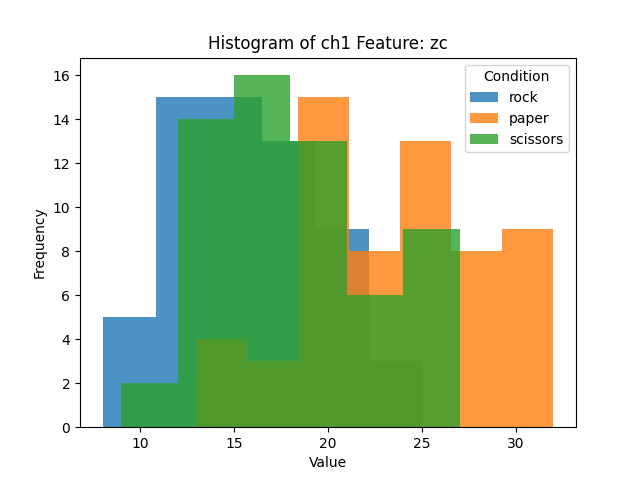 Histogram of ch1 Feature: zc
Condition
rock
paper
scissors
Frequency
16
14
12
10
8
6
4
2
0
10 15 20 25 30
Value